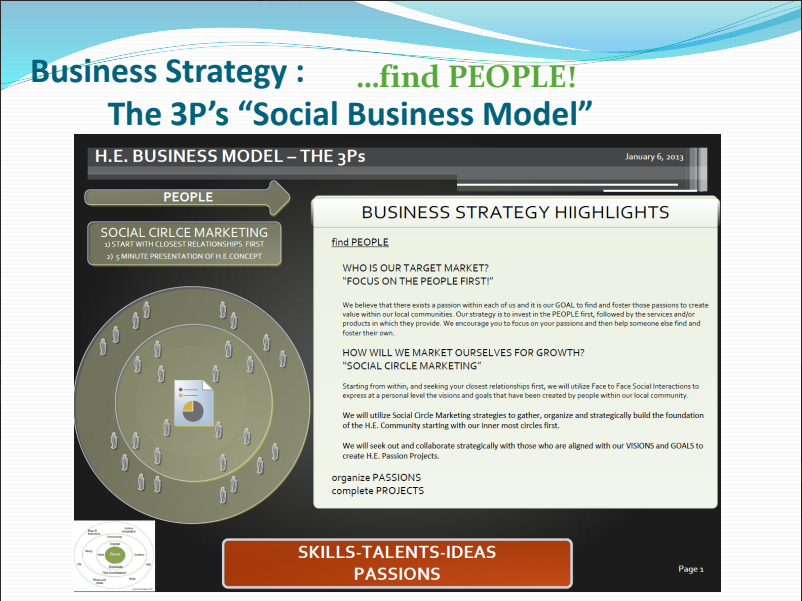 Business Strategy : ...find PEOPLE!
The 3P's “Social Business Model”
H.E. BUSINESS MODEL – THE 3Ps
January 6, 2013
PEOPLE
SOCIAL CIRLCE MARKETING
1) START WITH CLOSEST RELATIONSHIPS FIRST
2) 5 MINUTE PRESENTATION OF H.E.CONCEPT
BUSINESS STRATEGY HIIGHLIGHTS
find PEOPLE
WHO IS OUR TARGET MARKET?
“FOCUS ON THE PEOPLE FIRST!”
We believe that there exists a passion within each of us and it is our GOAL to find and foster those passions to create
value within our local communities. Our strategy is to invest in the PEOPLE first, followed by the services and/or
products in which they provide. We encourage you to focus on your passions and then help someone else find and
foster their own.
HOW WILL WE MARKET OURSELVES FOR GROWTH?
“SOCIAL CIRCLE MARKETING”
Starting from within, and seeking your closest relationships first, we will utilize Face to Face Social Interactions to
express at a personal level the visions and goals that have been created by people within our local community.
We will utilize Social Circle Marketing strategies to gather, organize and strategically build the foundation
of the H.E. Community starting with our inner most circles first.
We will seek out and collaborate strategically with those who are aligned with our VISIONS and GOALS to
create H.E. Passion Projects.
organize PASSIONS
complete PROJECTS
SKILLS-TALENTS-IDEAS
PASSIONS
Page 1